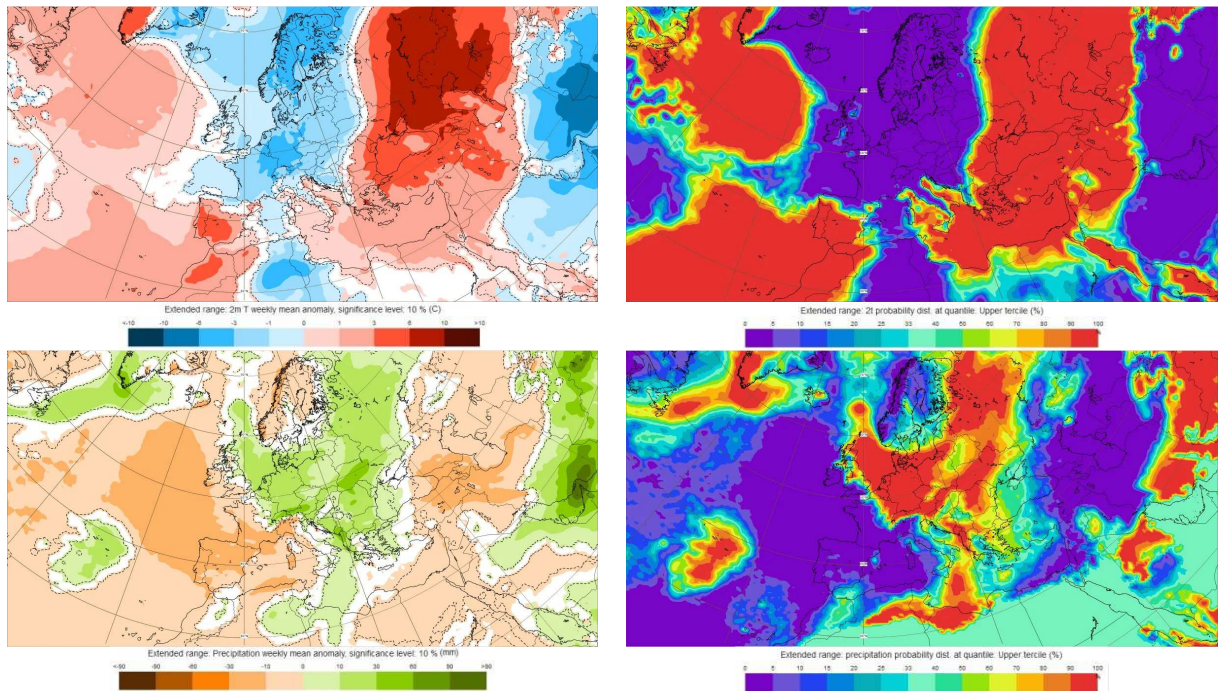 Extended range: 2m T weekly mean anomaly, significance level: 10 % (C)
<-10 -10 -6 -3 -1 0 1 3 6 10 >10
Extended range: 2t probability dist. at quantile: Upper tercile (%)
0 5 10 20 30 40 50 60 70 80 90 100
%
Extended range: Precipitation weekly mean anomaly, significance level: 10 % (mm)
<-90 -90 -60 -30 -10 0 10 30 60 90 >90
Extended range: precipitation probability dist. at quantile: Upper tercile (%)
0 5 10 20 30 40 50 60 70 80 90 100
%